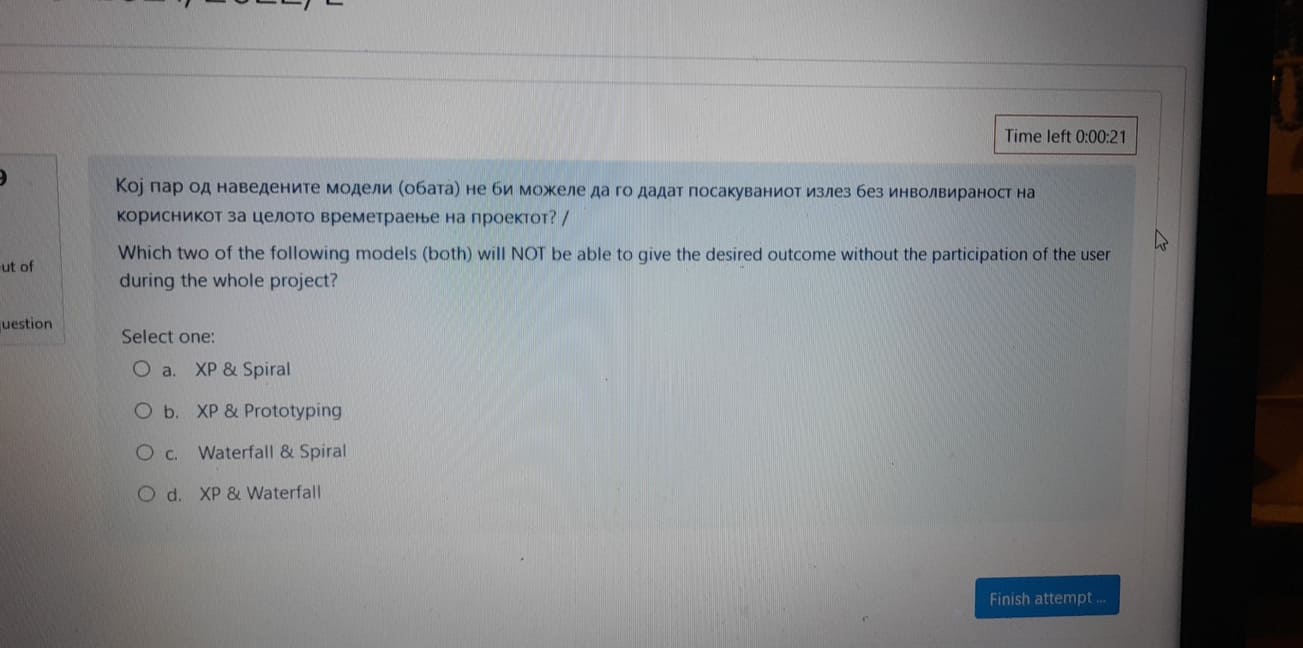 Time left 0:00:21
Кој пар од наведените модели (обата) не би можеле да го дадат посакуваниот излез без инволвираност на
корисникот за целото времетраење на проектот? /
Which two of the following models (both) will NOT be able to give the desired outcome without the participation of the user
during the whole project?
ut of
uestion
Select one:
a. XP & Spiral
b. XP & Prototyping
c. Waterfall & Spiral
d. XP & Waterfall
Finish attempt ...